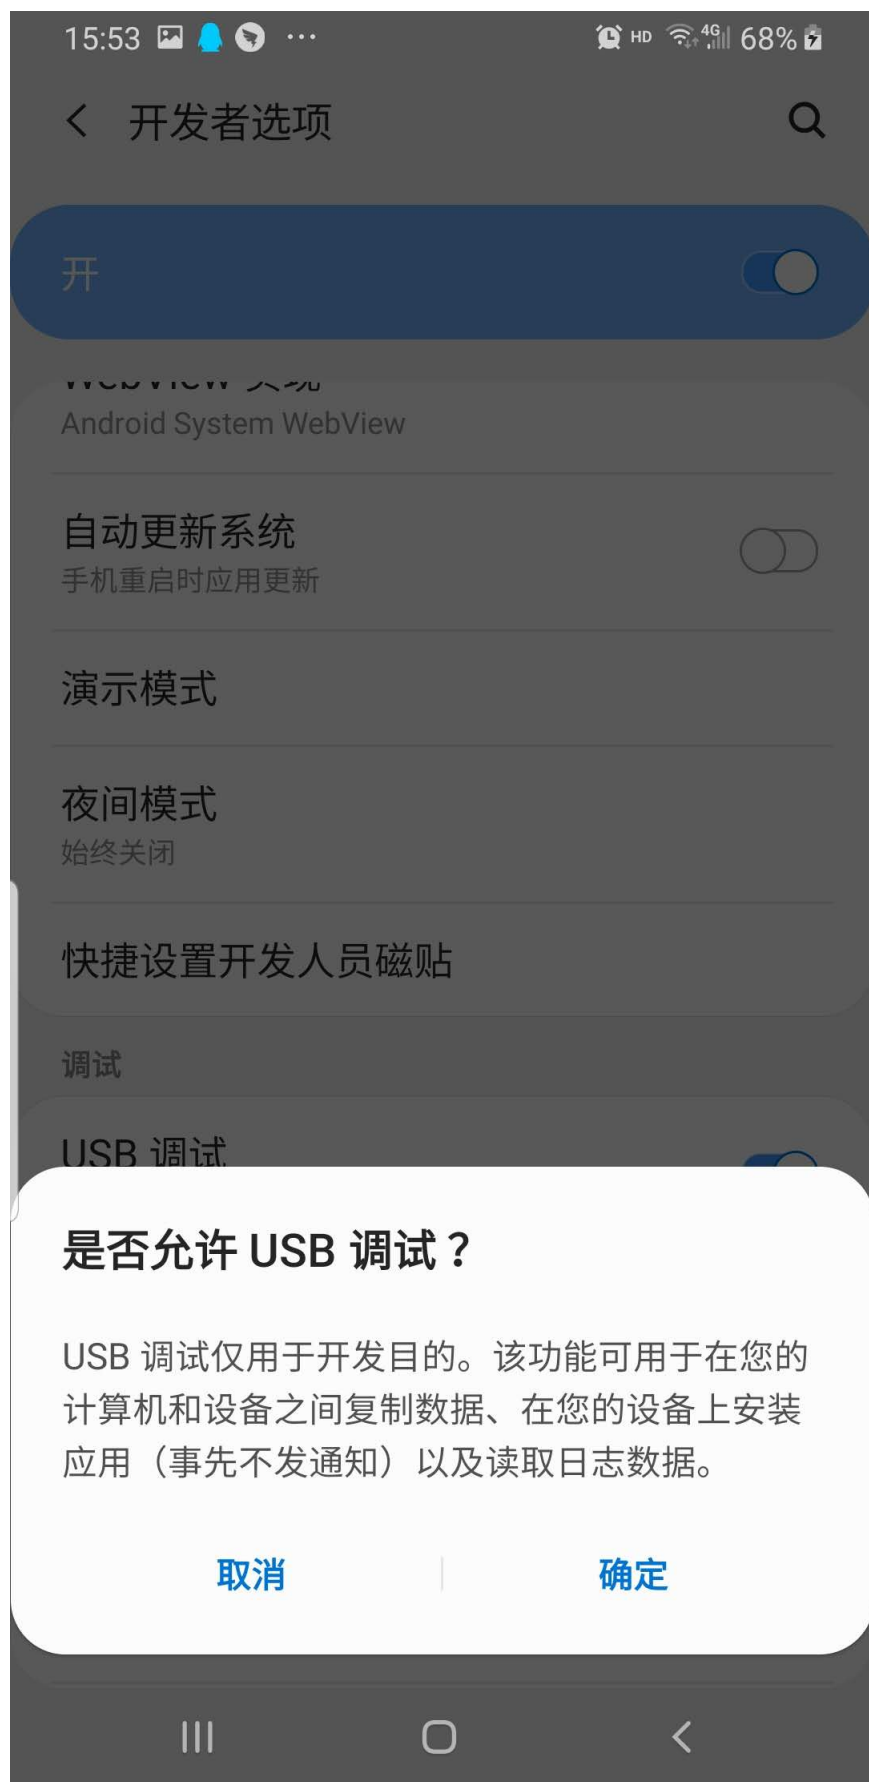 15:53 HD 4G 68%
开发者选项
开
WebView 实现
Android System WebView
自动更新系统
手机重启时应用更新
演示模式
夜间模式
始终关闭
快捷设置开发人员磁贴
调试
USB 调试
是否允许 USB 调试？
USB 调试仅用于开发目的。该功能可用于在您的
计算机和设备之间复制数据、在您的设备上安装
应用（事先不发通知）以及读取日志数据。
取消 确定